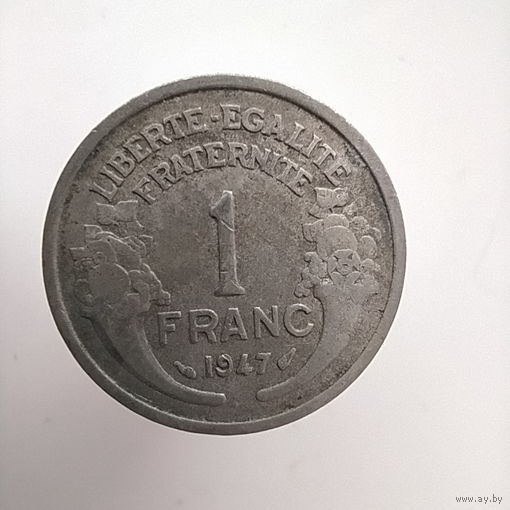 LIBERTE·EGALITE
FRATERNITE
1
FRANC
1947
www.ay.by